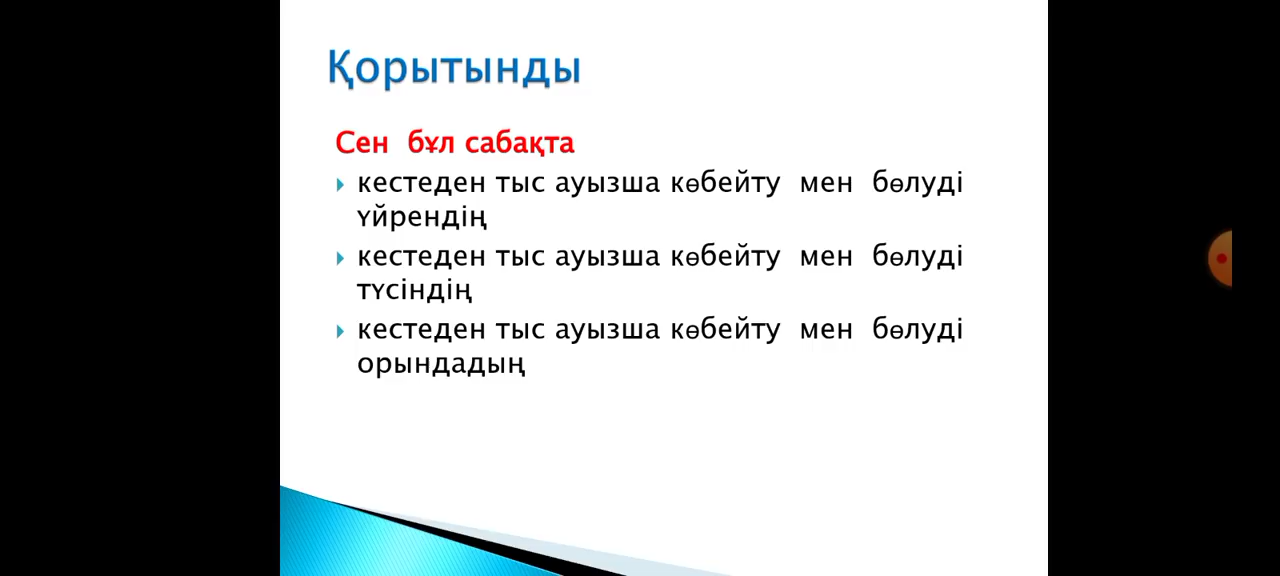 Қорытынды
Сен бұл сабақта
кестеден тыс ауызша көбейту мен бөлуді
үйрендің
кестеден тыс ауызша көбейту мен бөлуді
түсіндің
кестеден тыс ауызша көбейту мен бөлуді
орындадың